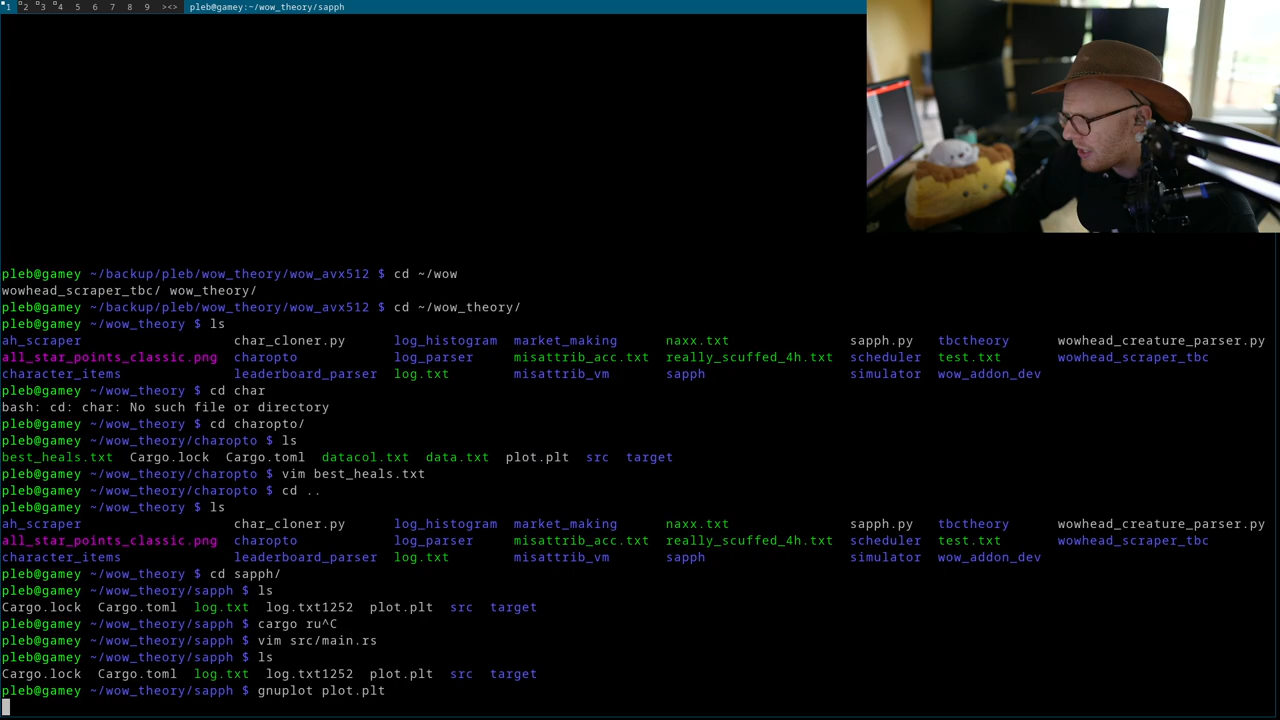 1 2 3 4 5 6 7 8 9 ><> pleb@gamey:~/wow_theory/sapph
pleb@gamey ~/backup/pleb/wow_theory/wow_avx512 $ cd ~/wow
wowhead_scraper_tbc/ wow_theory/
pleb@gamey ~/backup/pleb/wow_theory/wow_avx512 $ cd ~/wow_theory/
pleb@gamey ~/wow_theory $ ls
ah_scraper char_cloner.py log_histogram market_making naxx.txt sapph.py tbctheory wowhead_creature_parser.py
all_star_points_classic.png charopto log_parser misattrib_acc.txt really_scuffed_4h.txt scheduler test.txt wowhead_scraper_tbc
character_items leaderboard_parser log.txt misattrib_vm sapph simulator wow_addon_dev
pleb@gamey ~/wow_theory $ cd char
bash: cd: char: No such file or directory
pleb@gamey ~/wow_theory $ cd charopto/
pleb@gamey ~/wow_theory/charopto $ ls
best_heals.txt Cargo.lock Cargo.toml datacol.txt data.txt plot.plt src target
pleb@gamey ~/wow_theory/charopto $ vim best_heals.txt
pleb@gamey ~/wow_theory/charopto $ cd ..
pleb@gamey ~/wow_theory $ ls
ah_scraper char_cloner.py log_histogram market_making naxx.txt sapph.py tbctheory wowhead_creature_parser.py
all_star_points_classic.png charopto log_parser misattrib_acc.txt really_scuffed_4h.txt scheduler test.txt wowhead_scraper_tbc
character_items leaderboard_parser log.txt misattrib_vm sapph simulator wow_addon_dev
pleb@gamey ~/wow_theory $ cd sapph/
pleb@gamey ~/wow_theory/sapph $ ls
Cargo.lock Cargo.toml log.txt log.txt1252 plot.plt src target
pleb@gamey ~/wow_theory/sapph $ cargo ru^C
pleb@gamey ~/wow_theory/sapph $ vim src/main.rs
pleb@gamey ~/wow_theory/sapph $ ls
Cargo.lock Cargo.toml log.txt log.txt1252 plot.plt src target
pleb@gamey ~/wow_theory/sapph $ gnuplot plot.plt